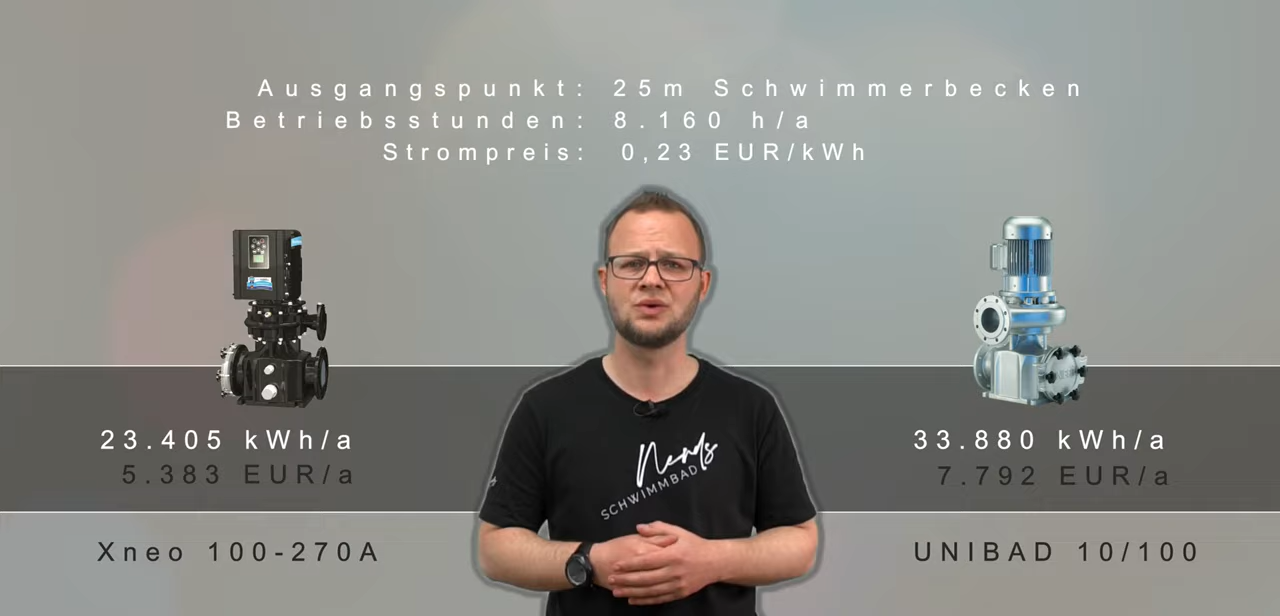 Ausgangspunkt: 25m Schwimmerbecken
Betriebsstunden: 8.160 h/a
Strompreis: 0,23 EUR/kWh
23.405 kWh/a
5.383 EUR/a
Xneo 100-270A
Nerds
SCHWIMMBAD
33.880 kWh/a
7.792 EUR/a
UNIBAD 10/100